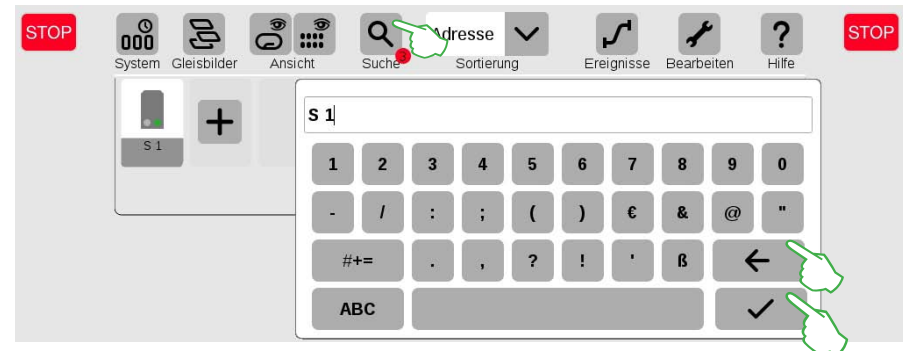 STOP
Adresse
STOP
System Gleisbilder Ansicht Suche Sortierung Ereignisse Bearbeiten ? Hilfe
3
S 1
S 1
1 2 3 4 5 6 7 8 9 0
- / : ; ( ) € & @ "
#+= . , ? ! ' ß
ABC